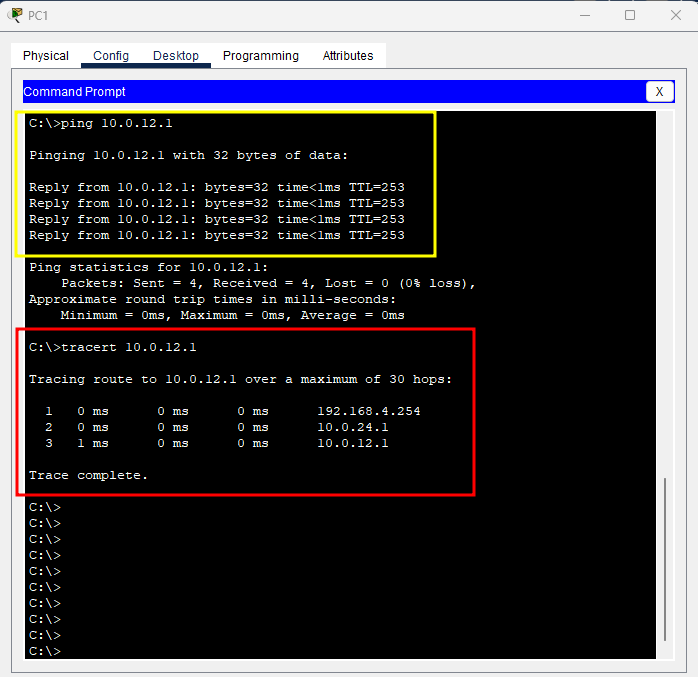 PC1
Physical Config Desktop Programming Attributes
Command Prompt X
C:\>ping 10.0.12.1
Pinging 10.0.12.1 with 32 bytes of data:
Reply from 10.0.12.1: bytes=32 time<1ms TTL=253
Reply from 10.0.12.1: bytes=32 time<1ms TTL=253
Reply from 10.0.12.1: bytes=32 time<1ms TTL=253
Reply from 10.0.12.1: bytes=32 time<1ms TTL=253
Ping statistics for 10.0.12.1:
Packets: Sent = 4, Received = 4, Lost = 0 (0% loss),
Approximate round trip times in milli-seconds:
Minimum = 0ms, Maximum = 0ms, Average = 0ms
C:\>tracert 10.0.12.1
Tracing route to 10.0.12.1 over a maximum of 30 hops:
1 0 ms 0 ms 0 ms 192.168.4.254
2 0 ms 0 ms 0 ms 10.0.24.1
3 1 ms 0 ms 0 ms 10.0.12.1
Trace complete.
C:\>
C:\>
C:\>
C:\>
C:\>
C:\>
C:\>
C:\>
C:\>
C:\>